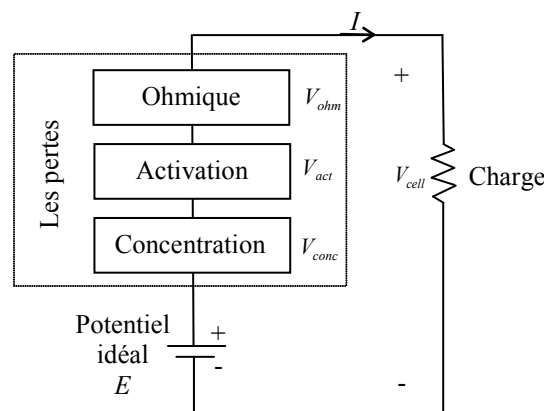 I
+
Ohmique
V_ohm
Les pertes
Activation
V_act
V_cell
Charge
Concentration
V_conc
Potentiel
idéal
E
+
-
-